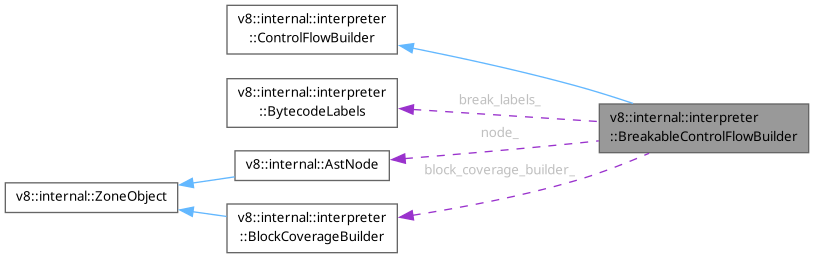 v8::internal::interpreter
::ControlFlowBuilder
v8::internal::interpreter
::BytecodeLabels
break_labels_
v8::internal::interpreter
::BreakableControlFlowBuilder
node_
v8::internal::AstNode
block_coverage_builder_
v8::internal::ZoneObject
v8::internal::interpreter
::BlockCoverageBuilder